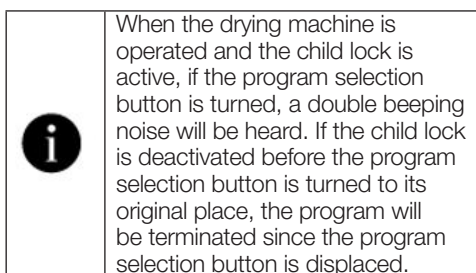 When the drying machine is
operated and the child lock is
active, if the program selection
button is turned, a double beeping
noise will be heard. If the child lock
is deactivated before the program
selection button is turned to its
original place, the program will
be terminated since the program
selection button is displaced.